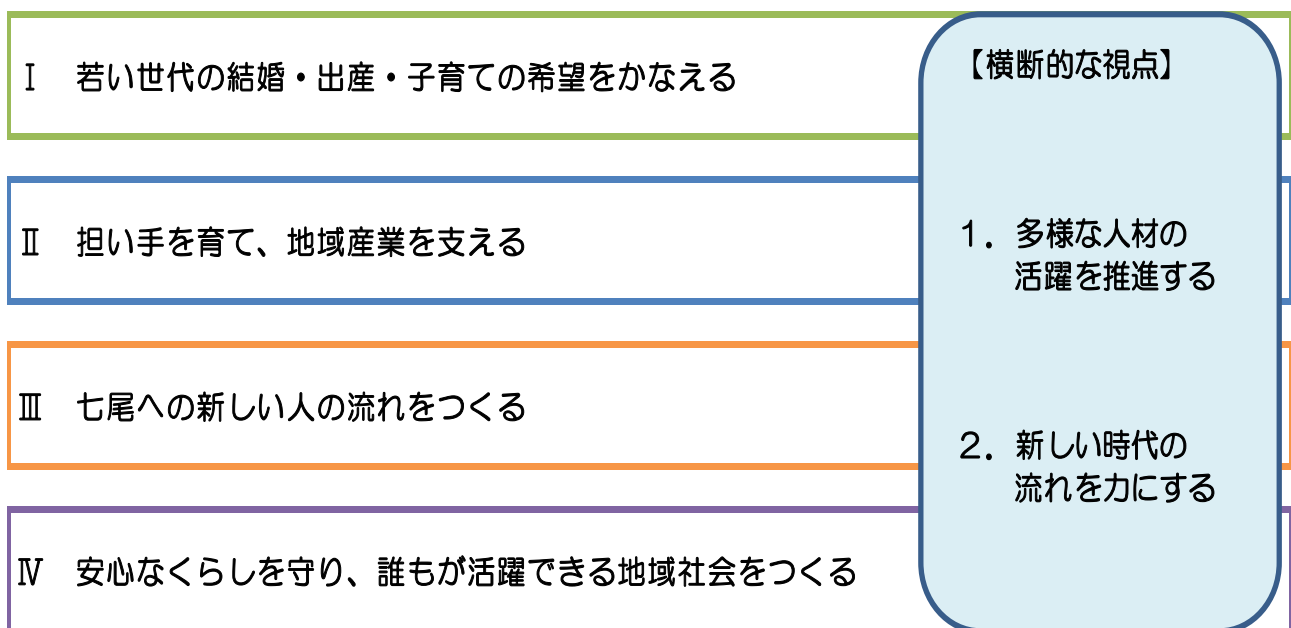 Ⅰ　若い世代の結婚・出産・子育ての希望をかなえる
Ⅱ　担い手を育て、地域産業を支える
Ⅲ　七尾への新しい人の流れをつくる
Ⅳ　安心なくらしを守り、誰もが活躍できる地域社会をつくる
【横断的な視点】
１．多様な人材の
活躍を推進する
２．新しい時代の
流れを力にする